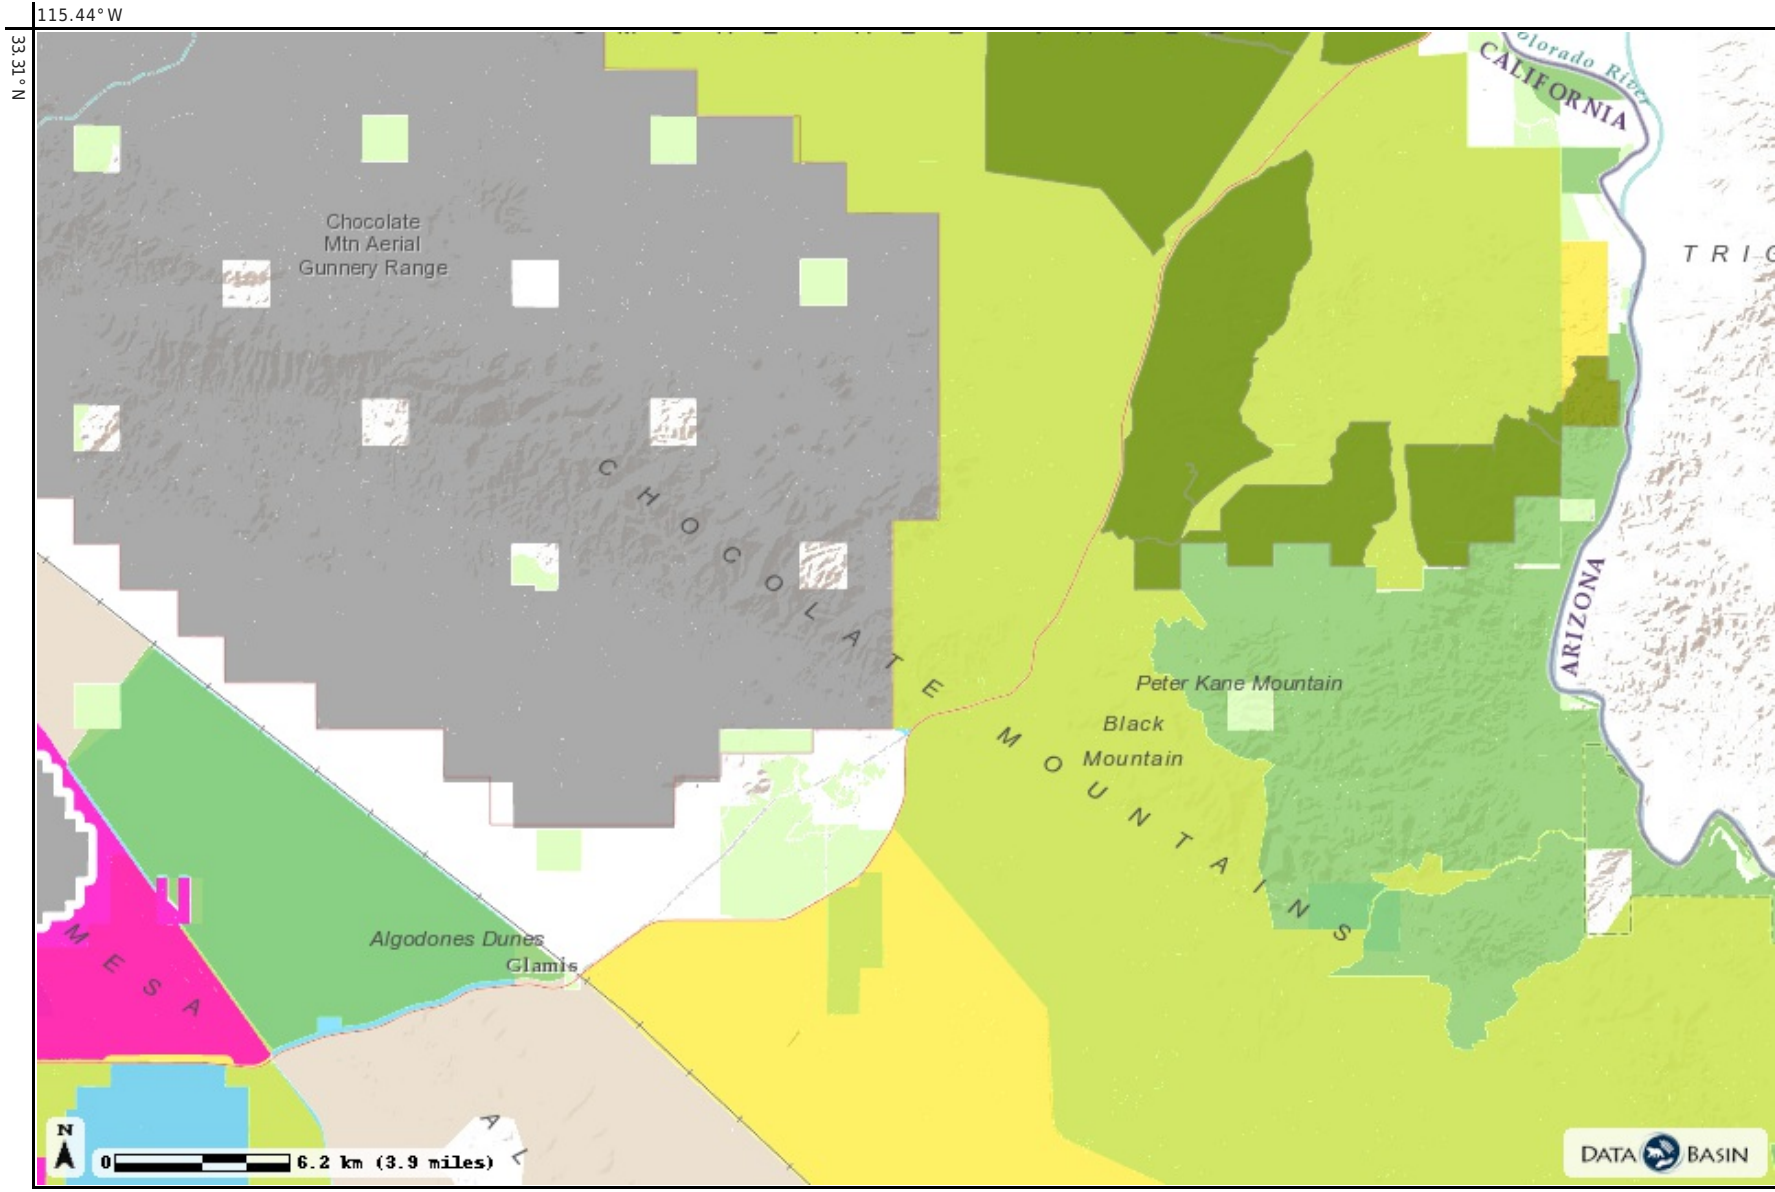 115.44° W
33.31° N
Colorado River
CALIFORNIA
Chocolate
Mtn Aerial
Gunnery Range
TRIG
CHOCOLATE MOUNTAINS
ARIZONA
Peter Kane Mountain
Black
Mountain
Algodones Dunes
Glamis
MESA
A L
N
0 6.2 km (3.9 miles)
DATA BASIN